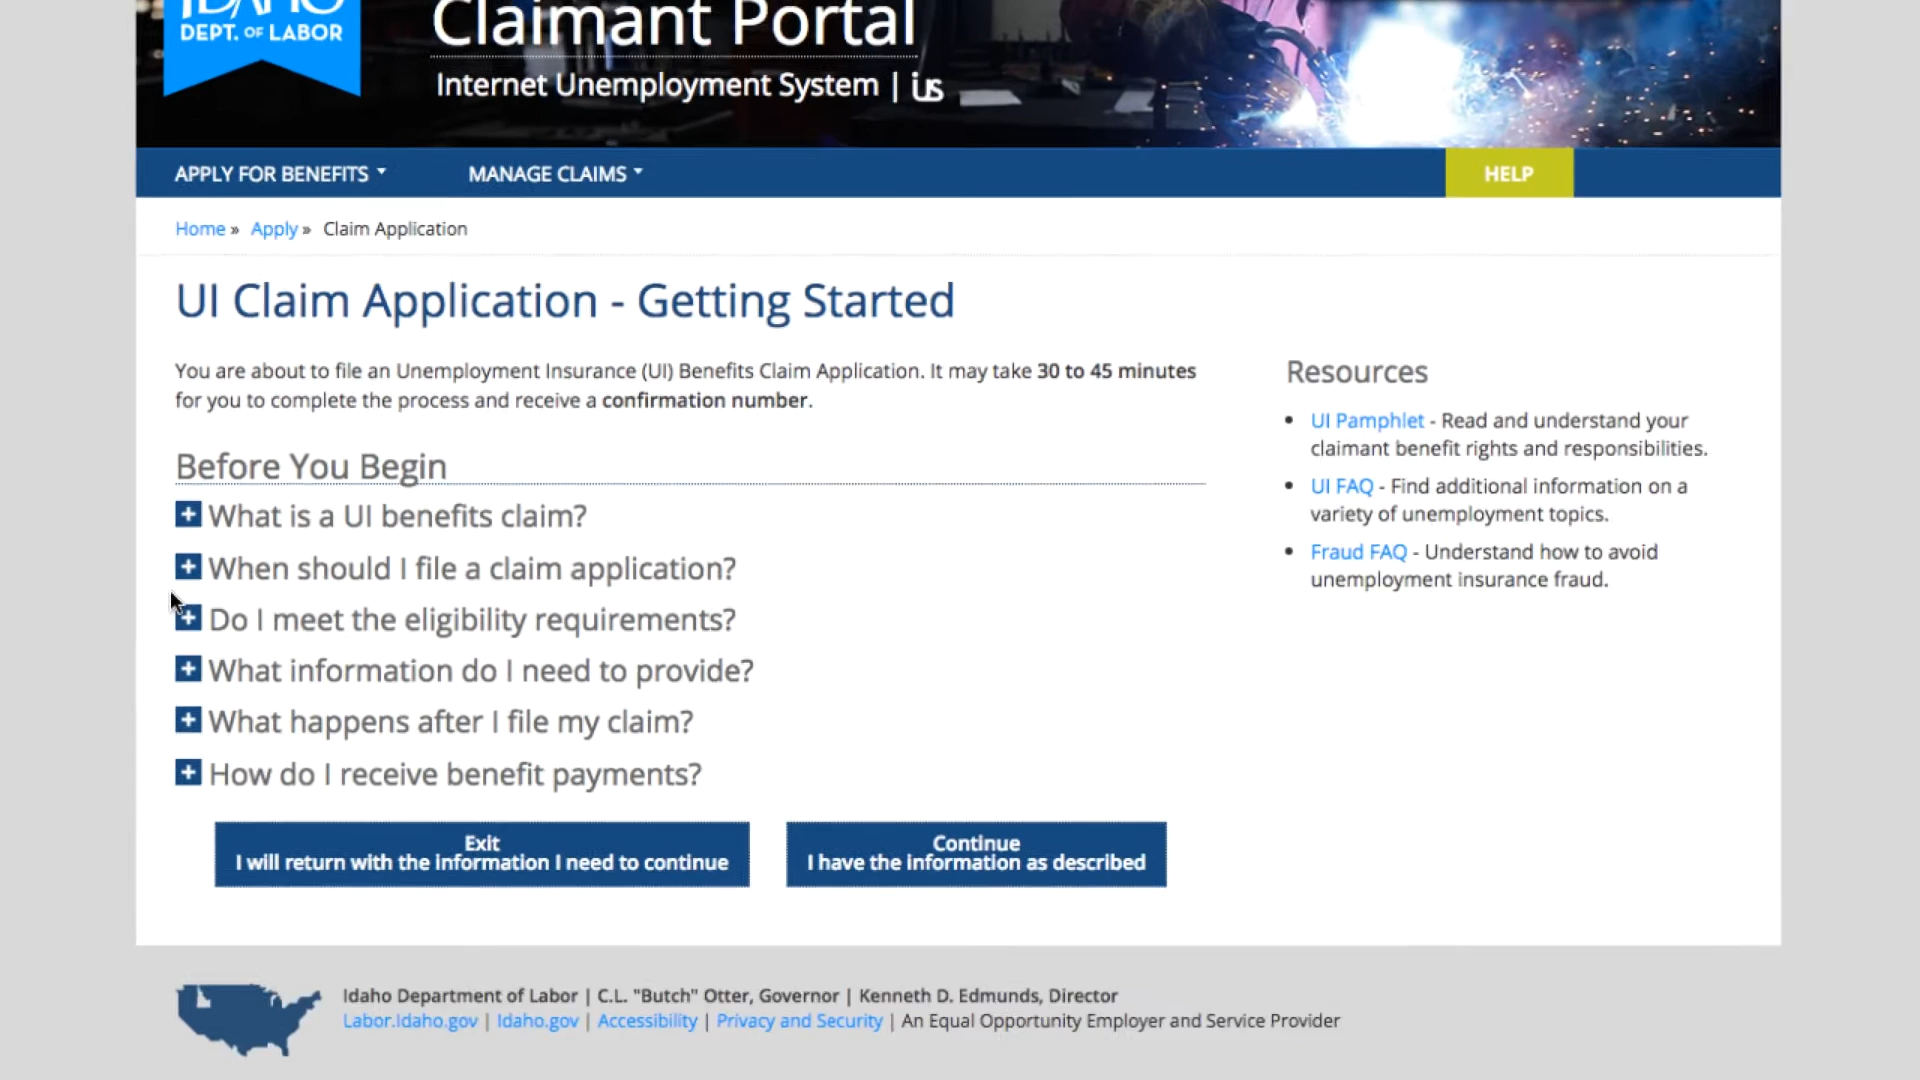 IDAHO
DEPT. OF LABOR
Claimant Portal
Internet Unemployment System | ius
APPLY FOR BENEFITS
MANAGE CLAIMS
HELP
Home » Apply » Claim Application
UI Claim Application - Getting Started
You are about to file an Unemployment Insurance (UI) Benefits Claim Application. It may take 30 to 45 minutes
for you to complete the process and receive a confirmation number.
Before You Begin
What is a UI benefits claim?
When should I file a claim application?
Do I meet the eligibility requirements?
What information do I need to provide?
What happens after I file my claim?
How do I receive benefit payments?
Exit
I will return with the information I need to continue
Continue
I have the information as described
Resources
• UI Pamphlet - Read and understand your
claimant benefit rights and responsibilities.
• UI FAQ - Find additional information on a
variety of unemployment topics.
• Fraud FAQ - Understand how to avoid
unemployment insurance fraud.
Idaho Department of Labor | C.L. "Butch" Otter, Governor | Kenneth D. Edmunds, Director
Labor.Idaho.gov | Idaho.gov | Accessibility | Privacy and Security | An Equal Opportunity Employer and Service Provider